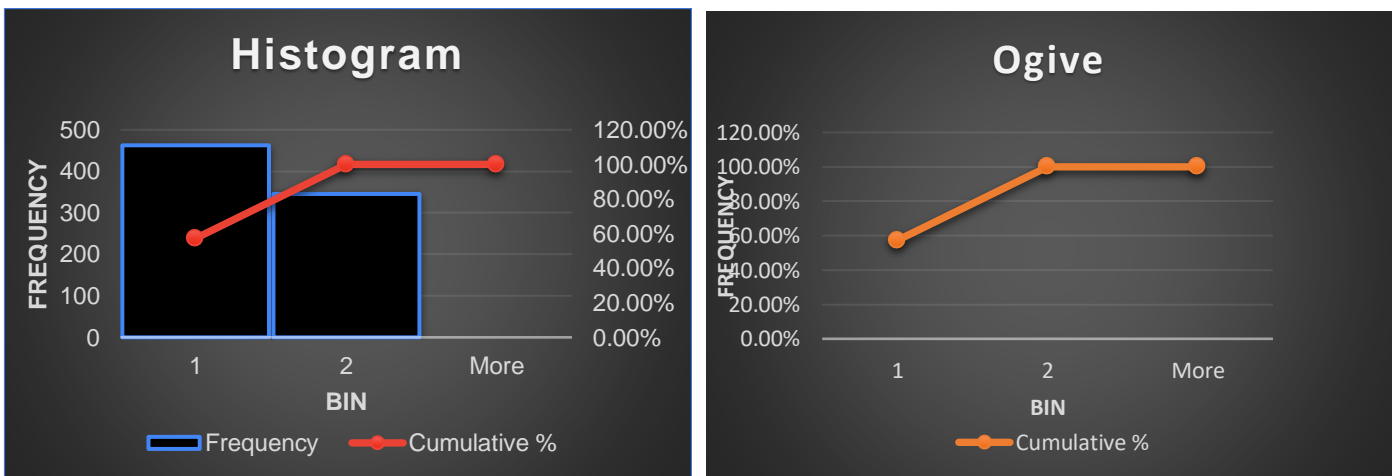 Histogram
500
400
300
200
100
0
FREQUENCY
120.00%
100.00%
80.00%
60.00%
40.00%
20.00%
0.00%
1 2 More
BIN
Frequency Cumulative %
Ogive
120.00%
100.00%
80.00%
60.00%
40.00%
20.00%
0.00%
FREQUENCY
1 2 More
BIN
Cumulative %